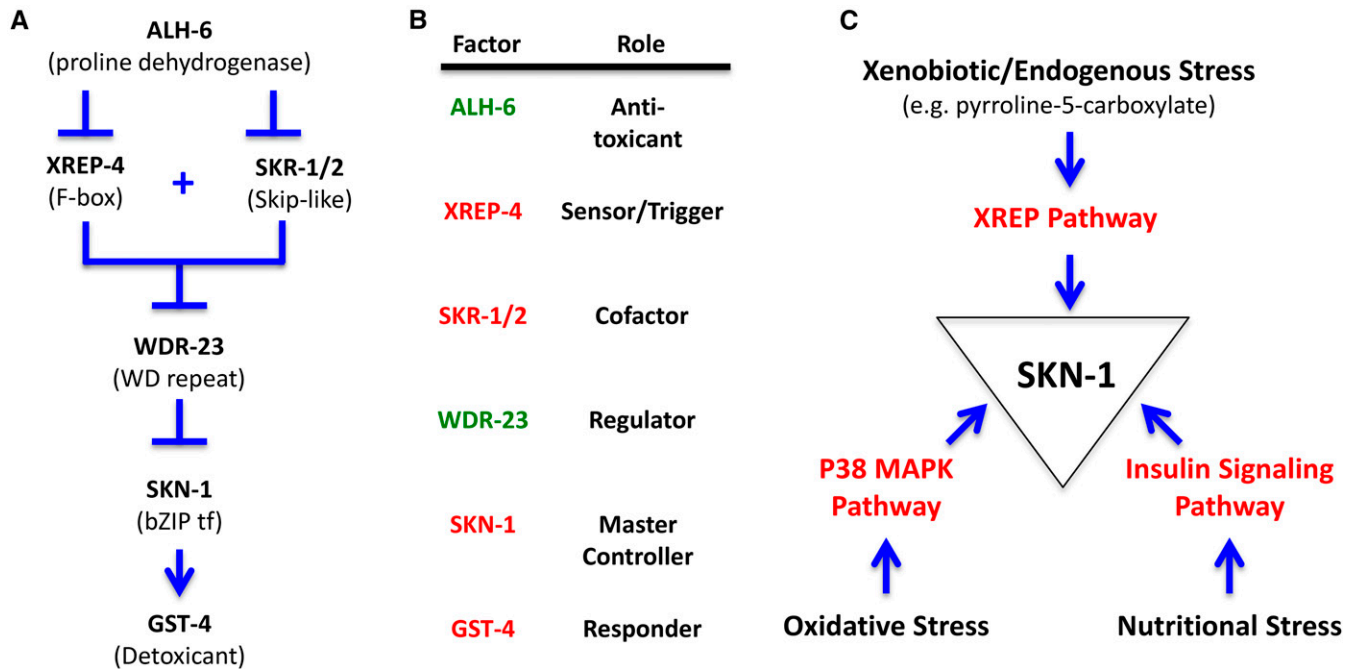 A
ALH-6
(proline dehydrogenase)
XREP-4
(F-box)
+
SKR-1/2
(Skip-like)
WDR-23
(WD repeat)
SKN-1
(bZIP tf)
GST-4
(Detoxicant)
B
Factor Role
ALH-6 Anti-
toxicant
XREP-4 Sensor/Trigger
SKR-1/2 Cofactor
WDR-23 Regulator
SKN-1 Master
Controller
GST-4 Responder
C
Xenobiotic/Endogenous Stress
(e.g. pyrroline-5-carboxylate)
XREP Pathway
SKN-1
P38 MAPK
Pathway
Insulin Signaling
Pathway
Oxidative Stress
Nutritional Stress